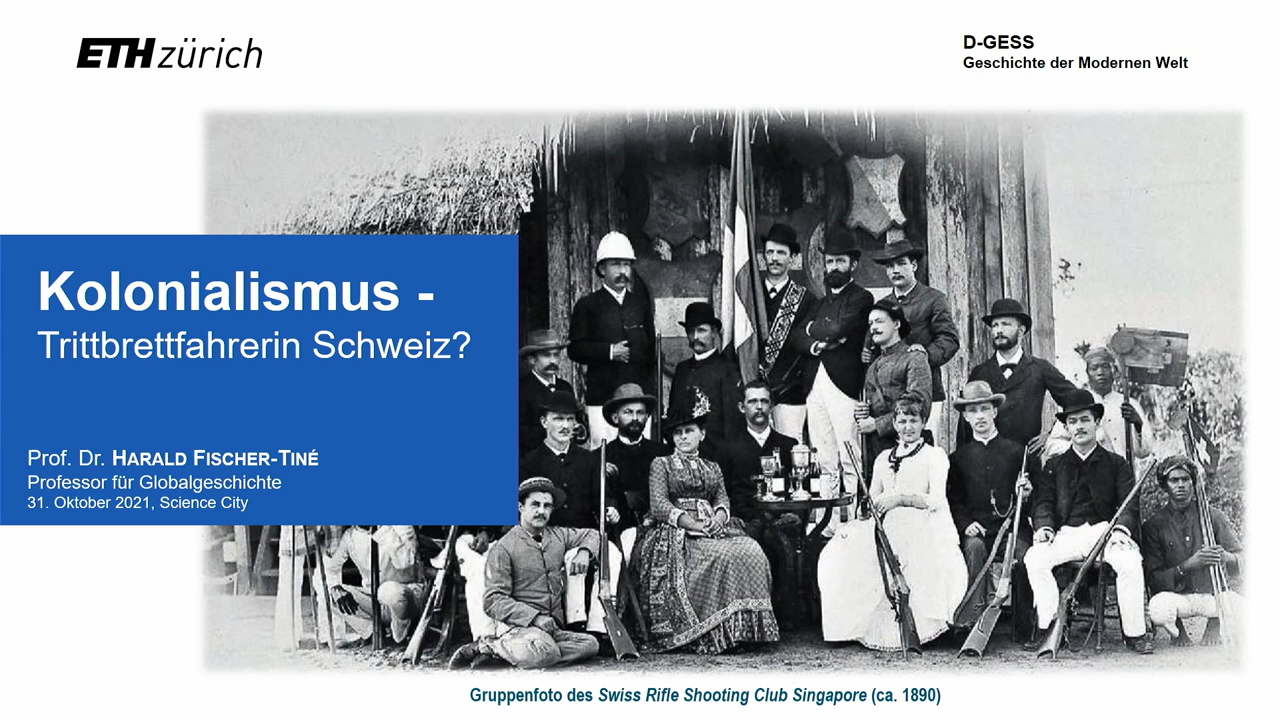 ETH zürich
D-GESS
Geschichte der Modernen Welt
Kolonialismus -
Trittbrettfahrerin Schweiz?
Prof. Dr. HARALD FISCHER-TINÉ
Professor für Globalgeschichte
31. Oktober 2021, Science City
Gruppenfoto des Swiss Rifle Shooting Club Singapore (ca. 1890)